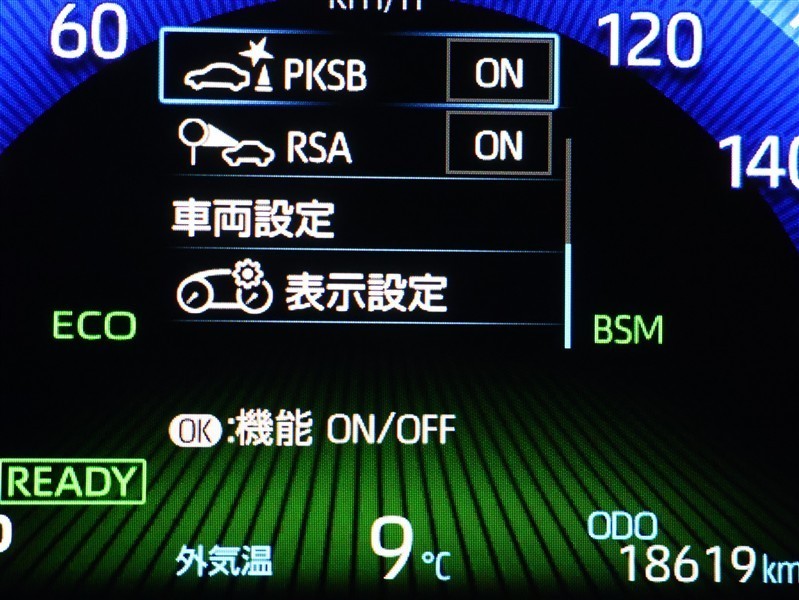 km/h
60
120
140
PKSB ON
RSA ON
車両設定
表示設定
ECO
BSM
OK:機能 ON/OFF
READY
外気温 9℃
ODO
18619km